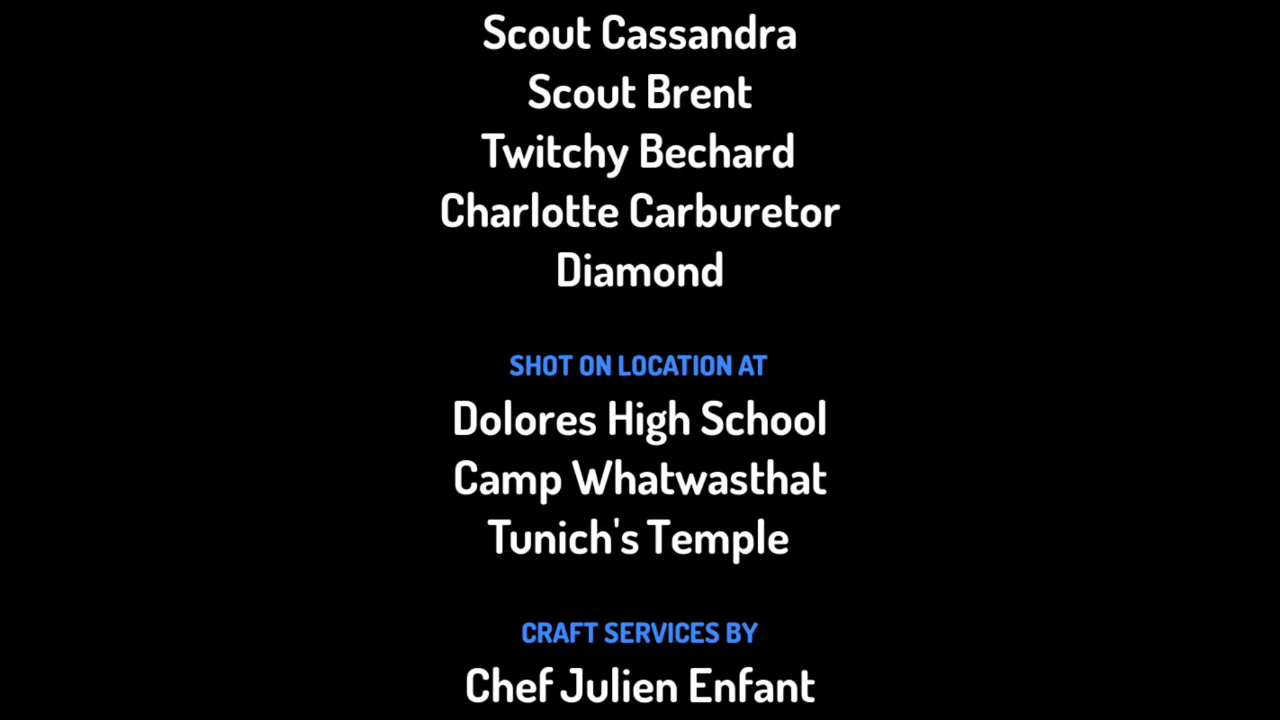 Scout Cassandra
Scout Brent
Twitchy Bechard
Charlotte Carburetor
Diamond
SHOT ON LOCATION AT
Dolores High School
Camp Whatwasthat
Tunich's Temple
CRAFT SERVICES BY
Chef Julien Enfant